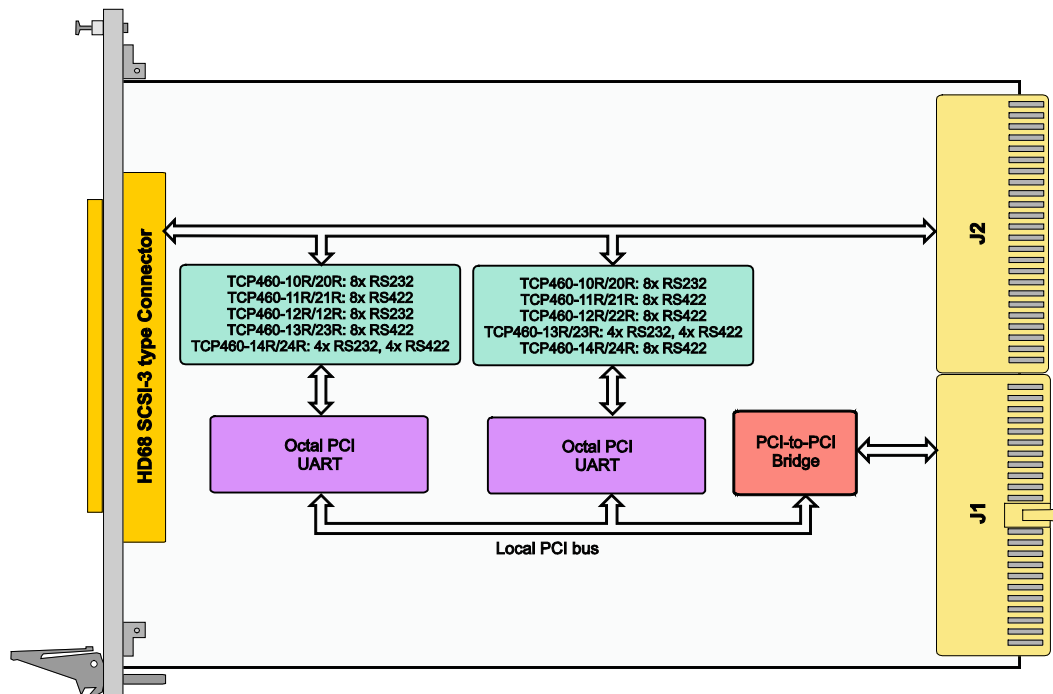 HD68 SCSI-3 type Connector
J2
TCP460-10R/20R: 8x RS232
TCP460-11R/21R: 8x RS422
TCP460-12R/12R: 8x RS232
TCP460-13R/23R: 8x RS422
TCP460-14R/24R: 4x RS232, 4x RS422
TCP460-10R/20R: 8x RS232
TCP460-11R/21R: 8x RS422
TCP460-12R/22R: 8x RS422
TCP460-13R/23R: 4x RS232, 4x RS422
TCP460-14R/24R: 8x RS422
Octal PCI
UART
Octal PCI
UART
PCI-to-PCI
Bridge
J1
Local PCI bus